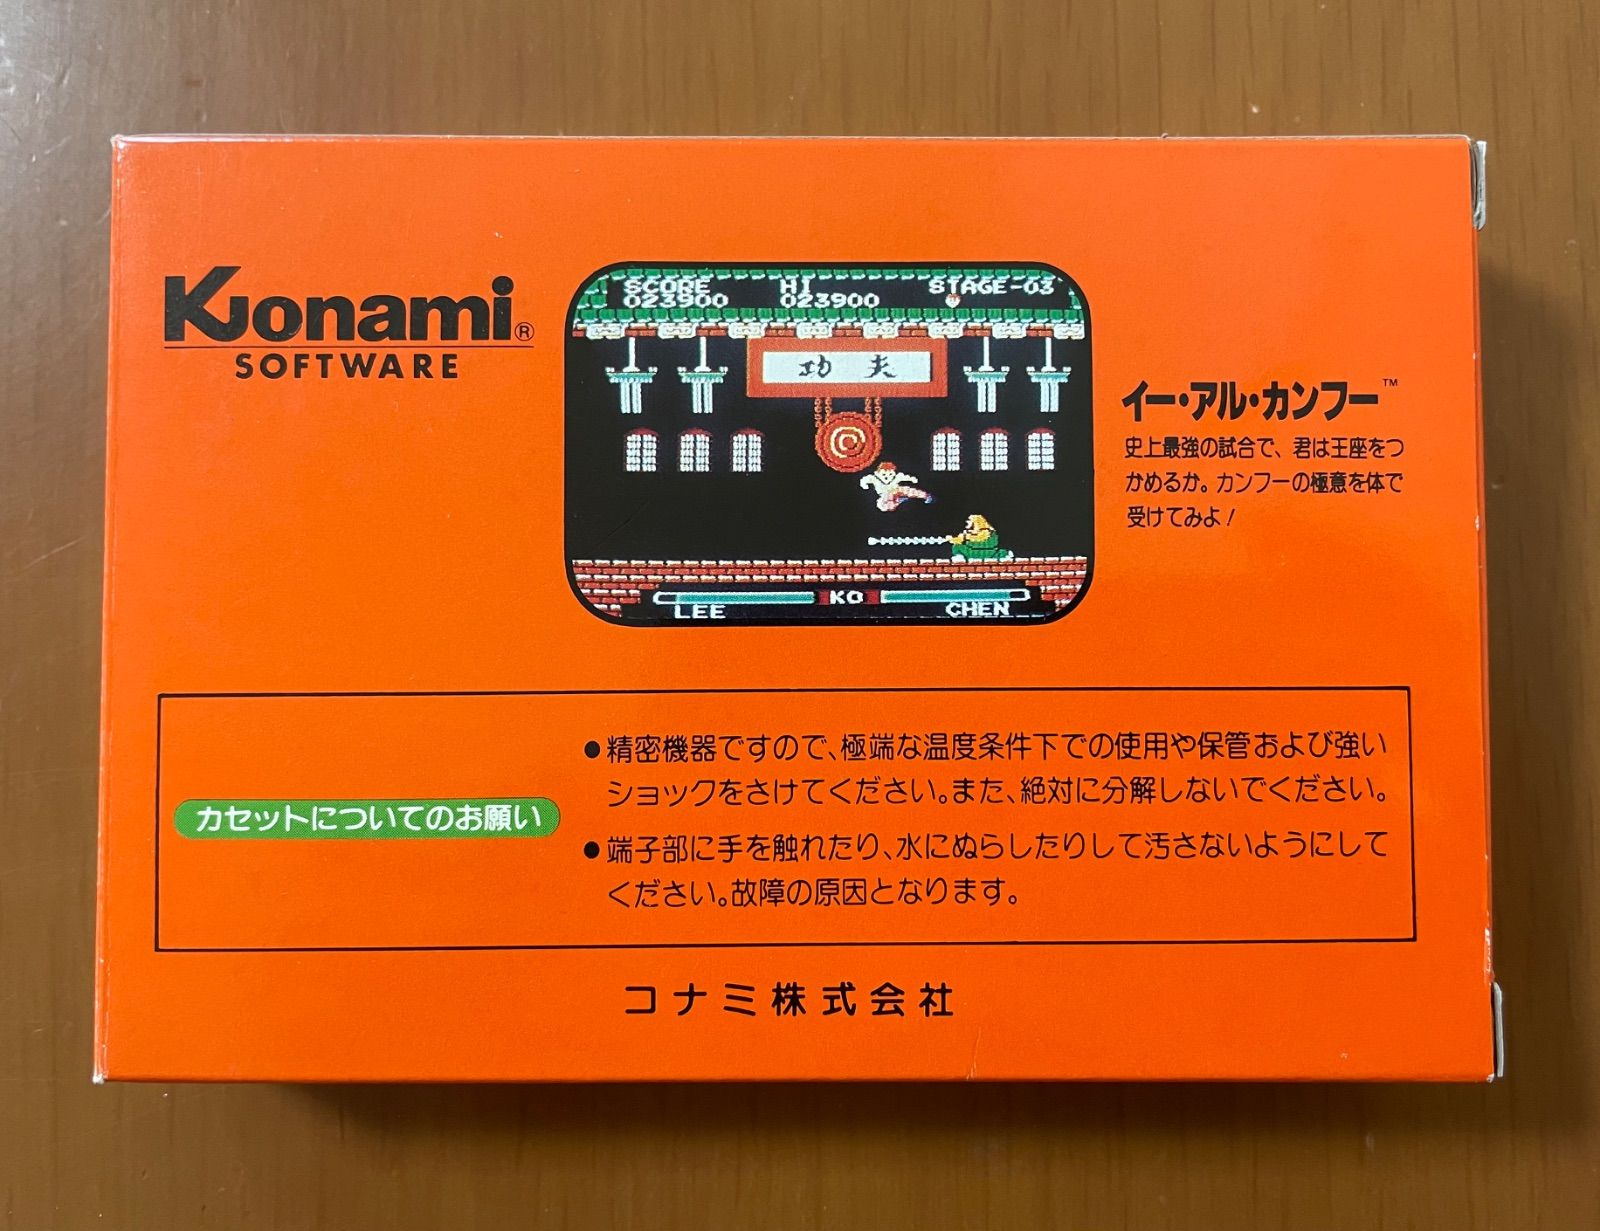 Konami®
SOFTWARE
SCORE HI STAGE-03
023900 023900
功夫
KO
LEE CHEN
イー・アル・カンフー™
史上最強の試合で、君は王座をつ
かめるか。カンフーの極意を体で
受けてみよ!
カセットについてのお願い
●精密機器ですので、極端な温度条件下での使用や保管および強い
ショックをさけてください。また、絶対に分解しないでください。
●端子部に手を触れたり、水にぬらしたりして汚さないようにして
ください。故障の原因となります。
コナミ株式会社